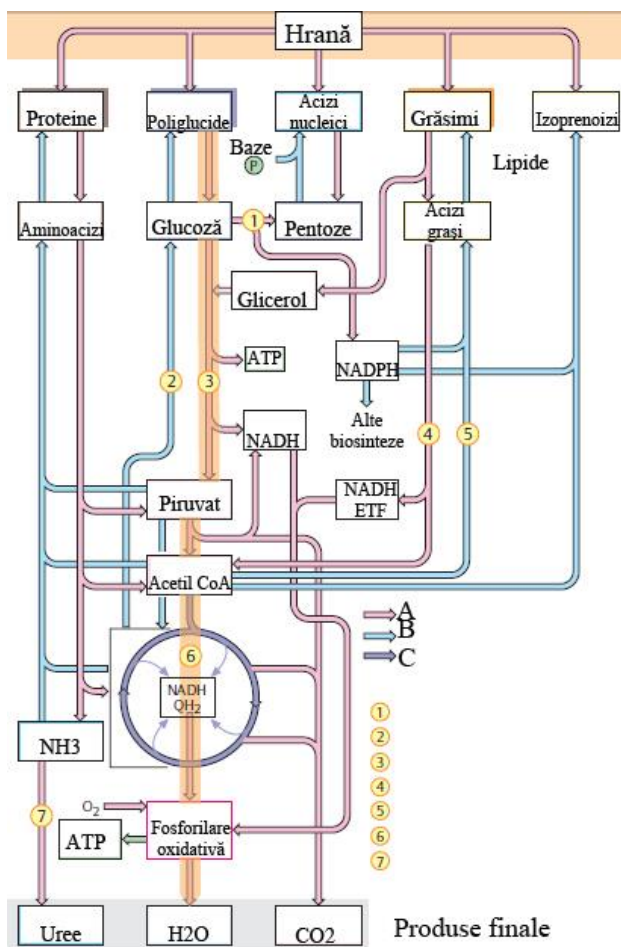 Hrană
Proteine
Poliglucide
Acizi
nucleici
Grăsimi
Izoprenoizi
Baze
P
Lipide
Aminoacizi
Glucoză
1
Pentoze
Acizi
grași
Glicerol
ATP
NADPH
2
3
Alte
biosinteze
4
5
NADH
NADH
ETF
Piruvat
Acetil CoA
A
B
C
6
NADH
QH2
1
2
3
4
5
6
7
NH3
7
O2
ATP
Fosforilare
oxidativă
Uree
H2O
CO2
Produse finale